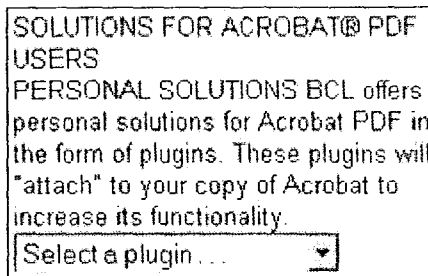 SOLUTIONS FOR ACROBAT® PDF
USERS
PERSONAL SOLUTIONS BCL offers
personal solutions for Acrobat PDF in
the form of plugins. These plugins will
"attach" to your copy of Acrobat to
increase its functionality.
Select a plugin...